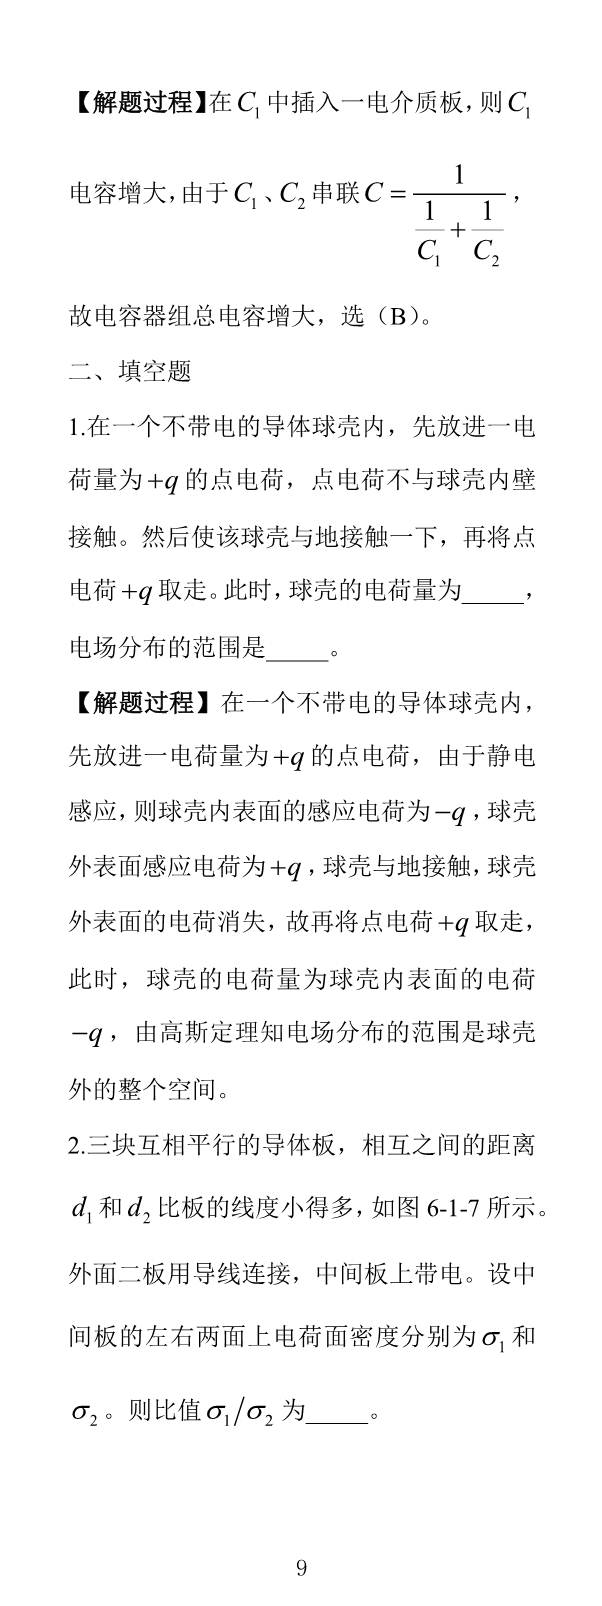 【解题过程】在 C₁ 中插入一电介质板，则 C₁
电容增大，由于 C₁、C₂ 串联 C = 1/(1/C₁ + 1/C₂)，
故电容器组总电容增大，选（B）。
二、填空题
1.在一个不带电的导体球壳内，先放进一电
荷量为 +q 的点电荷，点电荷不与球壳内壁
接触。然后使该球壳与地接触一下，再将点
电荷 +q 取走。此时，球壳的电荷量为_____，
电场分布的范围是_____。
【解题过程】在一个不带电的导体球壳内，
先放进一电荷量为 +q 的点电荷，由于静电
感应，则球壳内表面的感应电荷为 −q，球壳
外表面感应电荷为 +q，球壳与地接触，球壳
外表面的电荷消失，故再将点电荷 +q 取走，
此时，球壳的电荷量为球壳内表面的电荷
−q，由高斯定理知电场分布的范围是球壳
外的整个空间。
2.三块互相平行的导体板，相互之间的距离
d₁ 和 d₂ 比板的线度小得多，如图 6-1-7 所示。
外面二板用导线连接，中间板上带电。设中
间板的左右两面上电荷面密度分别为 σ₁ 和
σ₂。则比值 σ₁/σ₂ 为_____。
9